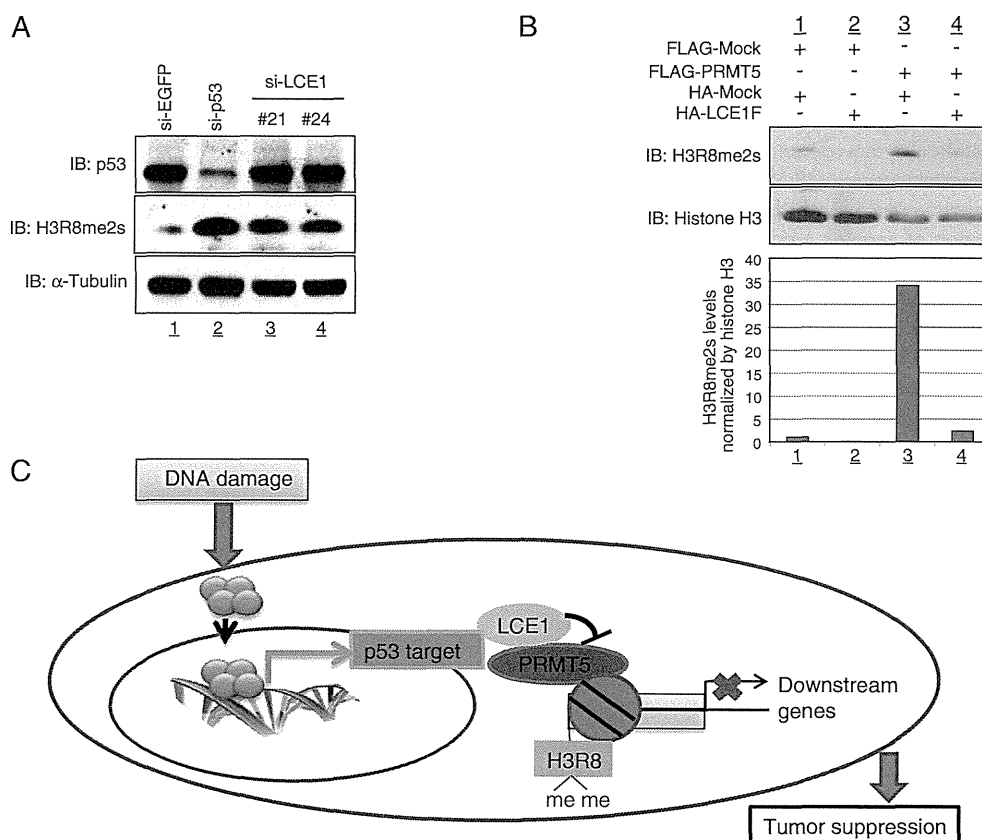 A
si-EGFP
si-p53
si-LCE1
#21 #24
IB: p53
IB: H3R8me2s
IB: α-Tubulin
1 2 3 4
B
1 2 3 4
FLAG-Mock + + - -
FLAG-PRMT5 - - + +
HA-Mock + - + -
HA-LCE1F - + - +
IB: H3R8me2s
IB: Histone H3
H3R8me2s levels
normalized by histone H3
40
35
30
25
20
15
10
5
0
1 2 3 4
C
DNA damage
LCE1
p53 target
PRMT5
Downstream
genes
H3R8
me me
Tumor suppression